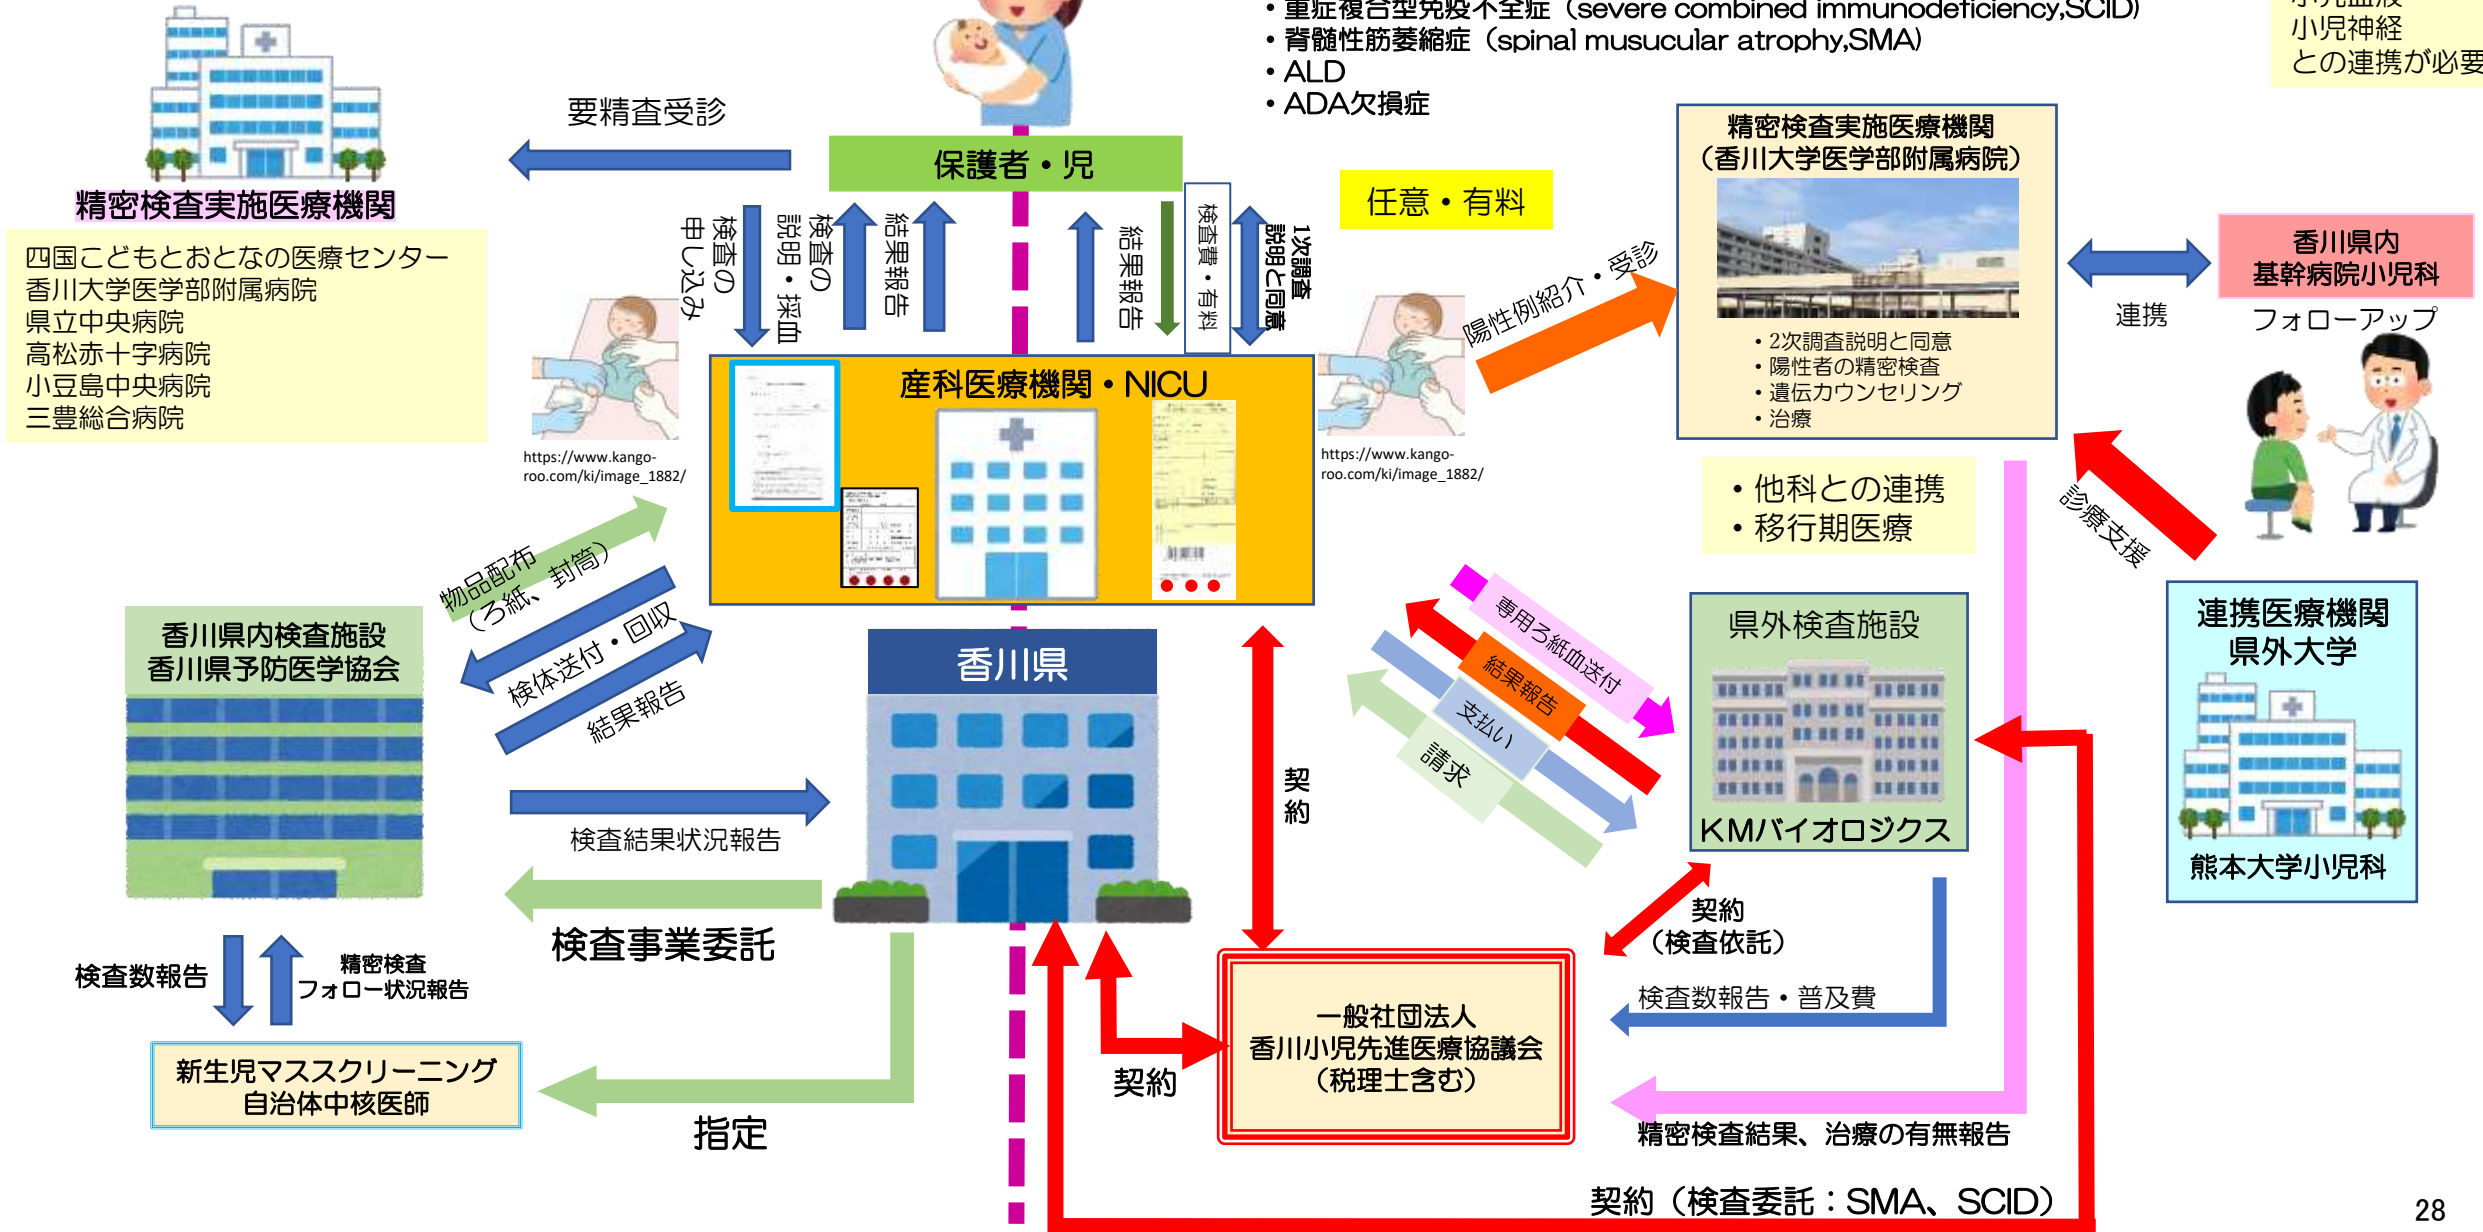 ・重症複合型免疫不全症（severe combined immunodeficiency,SCID）
・脊髄性筋萎縮症（spinal musucular atrophy,SMA）
・ALD
・ADA欠損症
小児血液
小児神経
との連携が必要
要精査受診
保護者・児
任意・有料
精密検査実施医療機関
四国こどもとおとなの医療センター
香川大学医学部附属病院
県立中央病院
高松赤十字病院
小豆島中央病院
三豊総合病院
検査の
申し込み
検査の
説明・採血
結果報告
結果報告
検査費・有料
1次調査
説明と同意
https://www.kango-
roo.com/ki/image_1882/
産科医療機関・NICU
https://www.kango-
roo.com/ki/image_1882/
陽性例紹介・受診
精密検査実施医療機関
（香川大学医学部附属病院）
・2次調査説明と同意
・陽性者の精密検査
・遺伝カウンセリング
・治療
連携
香川県内
基幹病院小児科
フォローアップ
・他科との連携
・移行期医療
診療支援
連携医療機関
県外大学
熊本大学小児科
物品配布
（ろ紙、封筒）
検体送付・回収
結果報告
香川県内検査施設
香川県予防医学協会
香川県
検査結果状況報告
検査事業委託
契約
専用ろ紙血送付
結果報告
支払い
請求
県外検査施設
KMバイオロジクス
契約
（検査依託）
検査数報告・普及費
検査数報告
精密検査
フォロー状況報告
新生児マススクリーニング
自治体中核医師
指定
契約
一般社団法人
香川小児先進医療協議会
（税理士含む）
精密検査結果、治療の有無報告
契約（検査委託：SMA、SCID）
28